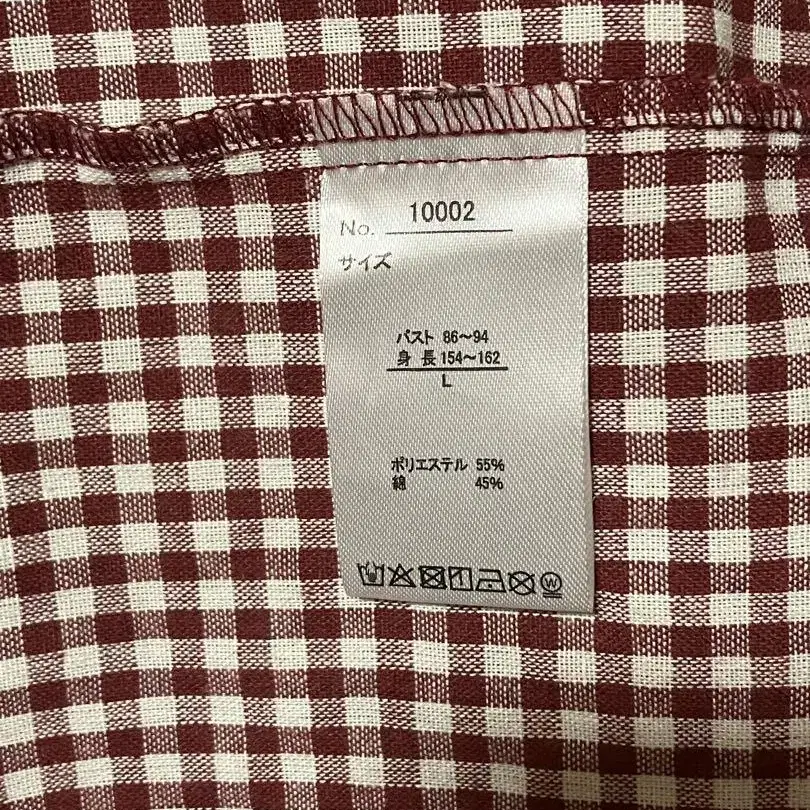 No. 10002
サイズ
バスト 86～94
身 長 154～162
L
ポリエステル 55%
綿 45%
W